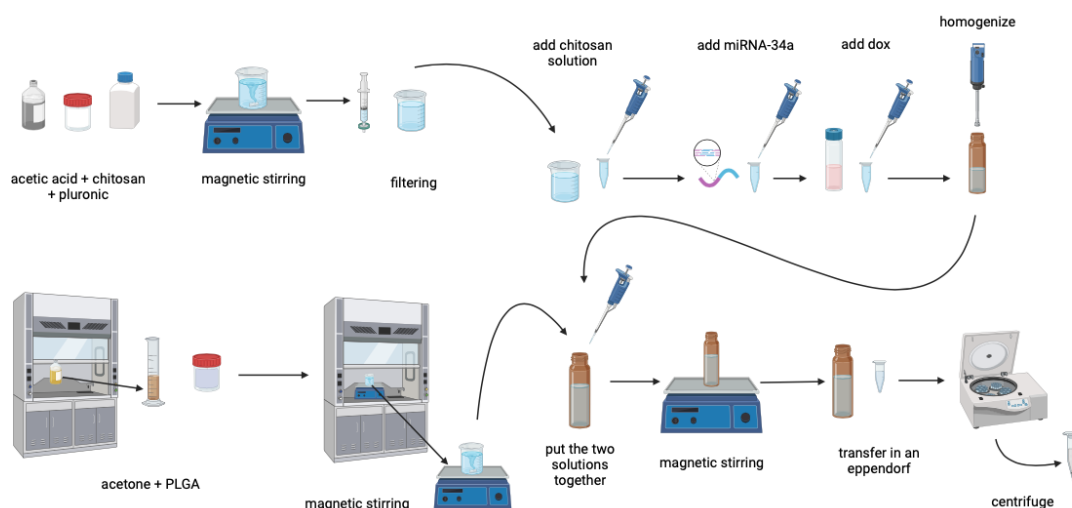 homogenize
add chitosan
solution
add miRNA-34a
add dox
acetic acid + chitosan
+ pluronic
magnetic stirring
filtering
acetone + PLGA
magnetic stirring
put the two
solutions
together
magnetic stirring
transfer in an
eppendorf
centrifuge